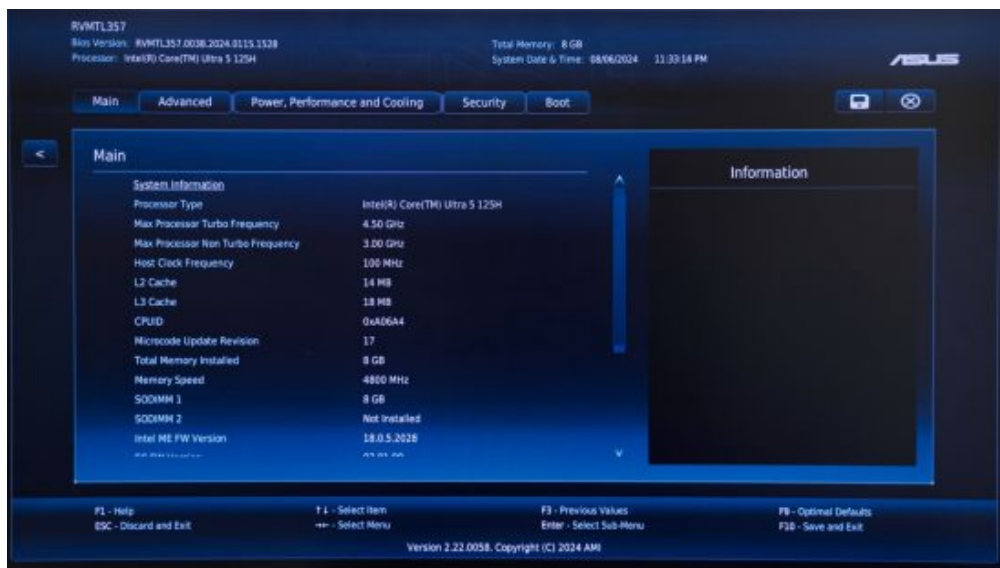 RVMTL357
Bios Version: RVMTL357.0038.2024.0115.1528
Total Memory: 8 GB
Processor: Intel(R) Core(TM) Ultra 5 125H
System Date & Time: 08/06/2024 11:33:14 PM
ASUS
Main Advanced Power, Performance and Cooling Security Boot
<
Main
Information
System Information
Processor Type Intel(R) Core(TM) Ultra 5 125H
Max Processor Turbo Frequency 4.50 GHz
Max Processor Non Turbo Frequency 3.00 GHz
Host Clock Frequency 100 MHz
L2 Cache 14 MB
L3 Cache 18 MB
CPUID 0xA06A4
Microcode Update Revision 17
Total Memory Installed 8 GB
Memory Speed 4800 MHz
SODIMM 1 8 GB
SODIMM 2 Not Installed
Intel ME FW Version 18.0.5.2028
F1 - Help ↑↓ - Select Item F3 - Previous Values F9 - Optimal Defaults
ESC - Discard and Exit →← - Select Menu Enter - Select Sub-Menu F10 - Save and Exit
Version 2.22.0058. Copyright (C) 2024 AMI